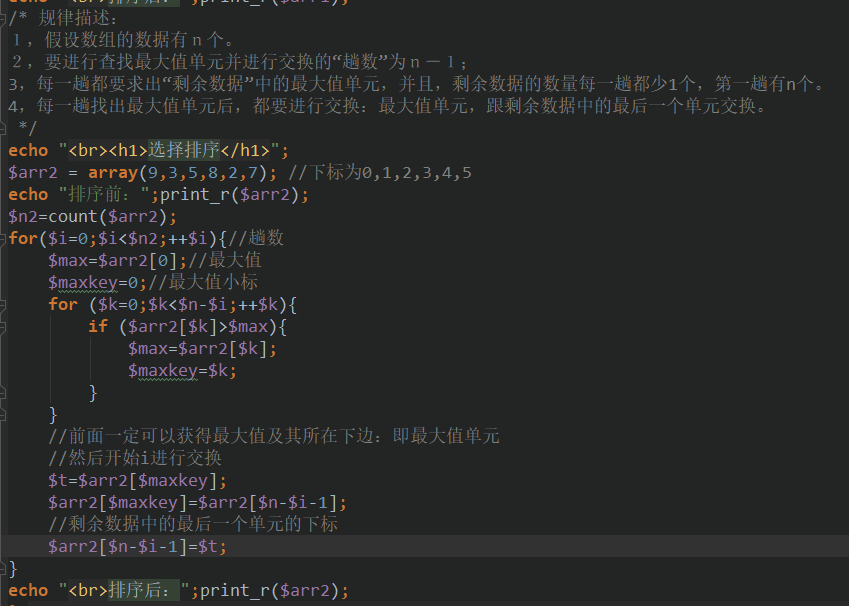 echo "<br>排序后：";print_r($arr1);
/* 规律描述：
１，假设数组的数据有ｎ个。
２，要进行查找最大值单元并进行交换的“趟数”为ｎ－１；
3，每一趟都要求出“剩余数据”中的最大值单元，并且，剩余数据的数量每一趟都少1个，第一趟有n个。
4，每一趟找出最大值单元后，都要进行交换：最大值单元，跟剩余数据中的最后一个单元交换。
*/
echo "<br><h1>选择排序</h1>";
$arr2 = array(9,3,5,8,2,7); //下标为0,1,2,3,4,5
echo "排序前：";print_r($arr2);
$n2=count($arr2);
for($i=0;$i<$n2;++$i){//趟数
$max=$arr2[0];//最大值
$maxkey=0;//最大值小标
for ($k=0;$k<$n-$i;++$k){
if ($arr2[$k]>$max){
$max=$arr2[$k];
$maxkey=$k;
}
}
//前面一定可以获得最大值及其所在下边：即最大值单元
//然后开始i进行交换
$t=$arr2[$maxkey];
$arr2[$maxkey]=$arr2[$n-$i-1];
//剩余数据中的最后一个单元的下标
$arr2[$n-$i-1]=$t;
}
echo "<br>排序后：";print_r($arr2);